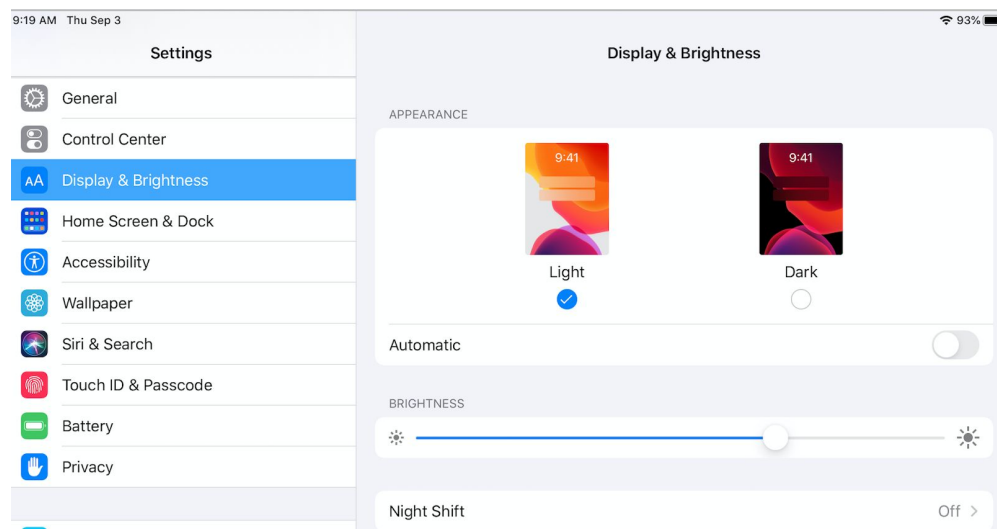 9:19 AM Thu Sep 3
93%
Settings
General
Control Center
AA Display & Brightness
Home Screen & Dock
Accessibility
Wallpaper
Siri & Search
Touch ID & Passcode
Battery
Privacy
Display & Brightness
APPEARANCE
9:41 9:41
Light Dark
Automatic
BRIGHTNESS
Night Shift Off